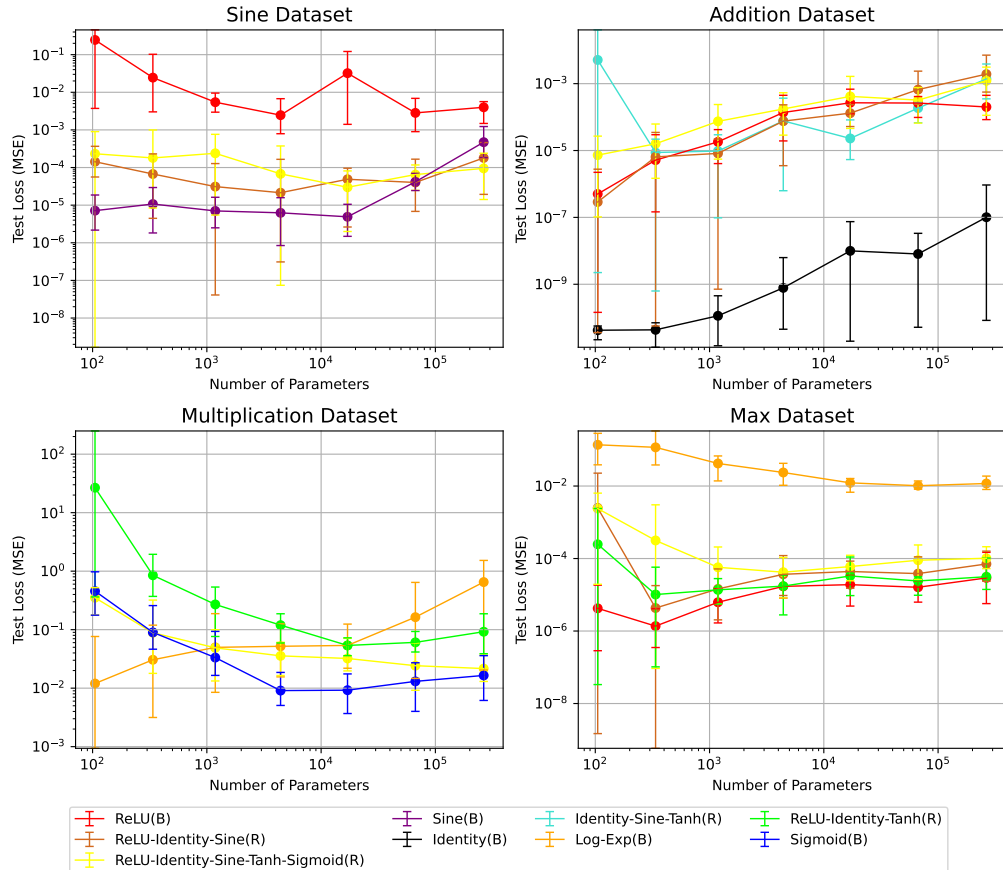 Sine Dataset
Test Loss (MSE)
10⁻¹
10⁻²
10⁻³
10⁻⁴
10⁻⁵
10⁻⁶
10⁻⁷
10⁻⁸
10² 10³ 10⁴ 10⁵
Number of Parameters
Addition Dataset
Test Loss (MSE)
10⁻³
10⁻⁵
10⁻⁷
10⁻⁹
10² 10³ 10⁴ 10⁵
Number of Parameters
Multiplication Dataset
Test Loss (MSE)
10²
10¹
10⁰
10⁻¹
10⁻²
10⁻³
10² 10³ 10⁴ 10⁵
Number of Parameters
Max Dataset
Test Loss (MSE)
10⁻²
10⁻⁴
10⁻⁶
10⁻⁸
10² 10³ 10⁴ 10⁵
Number of Parameters
ReLU(B)
ReLU-Identity-Sine(R)
ReLU-Identity-Sine-Tanh-Sigmoid(R)
Sine(B)
Identity(B)
Identity-Sine-Tanh(R)
Log-Exp(B)
ReLU-Identity-Tanh(R)
Sigmoid(B)